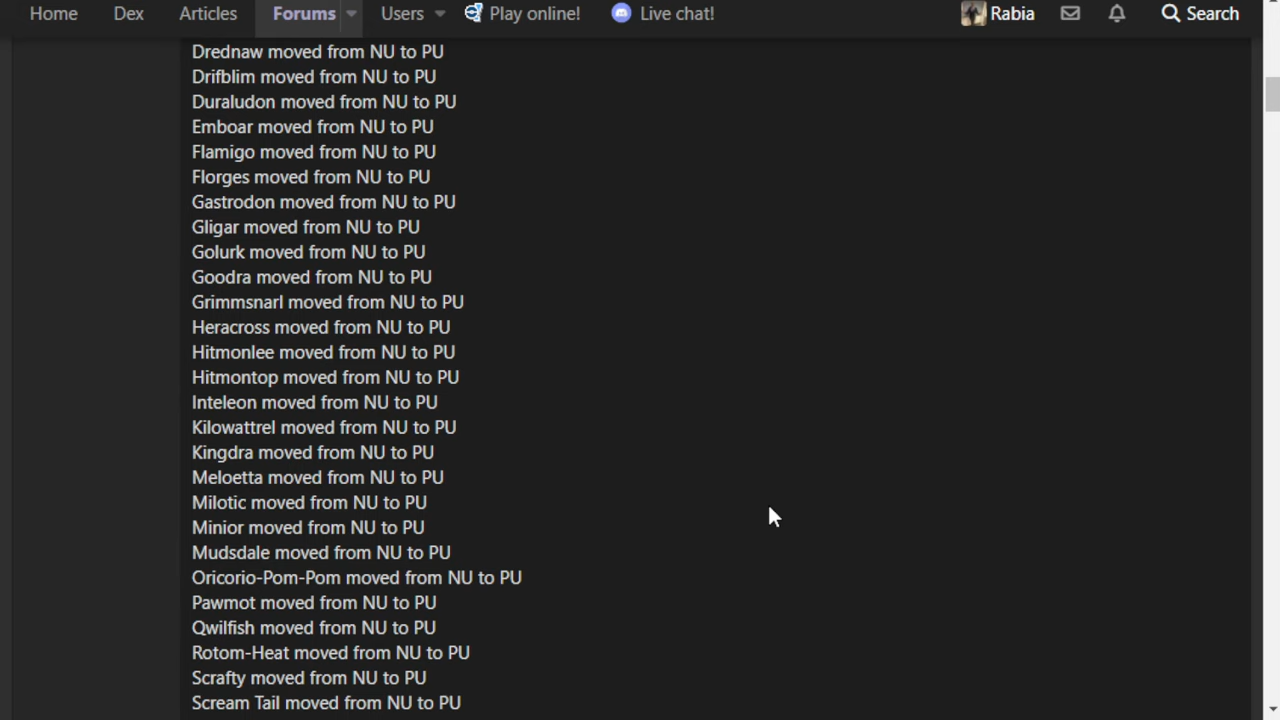 Home Dex Articles Forums Users Play online! Live chat! Rabia Search
Drednaw moved from NU to PU
Drifblim moved from NU to PU
Duraludon moved from NU to PU
Emboar moved from NU to PU
Flamigo moved from NU to PU
Florges moved from NU to PU
Gastrodon moved from NU to PU
Gligar moved from NU to PU
Golurk moved from NU to PU
Goodra moved from NU to PU
Grimmsnarl moved from NU to PU
Heracross moved from NU to PU
Hitmonlee moved from NU to PU
Hitmontop moved from NU to PU
Inteleon moved from NU to PU
Kilowattrel moved from NU to PU
Kingdra moved from NU to PU
Meloetta moved from NU to PU
Milotic moved from NU to PU
Minior moved from NU to PU
Mudsdale moved from NU to PU
Oricorio-Pom-Pom moved from NU to PU
Pawmot moved from NU to PU
Qwilfish moved from NU to PU
Rotom-Heat moved from NU to PU
Scrafty moved from NU to PU
Scream Tail moved from NU to PU